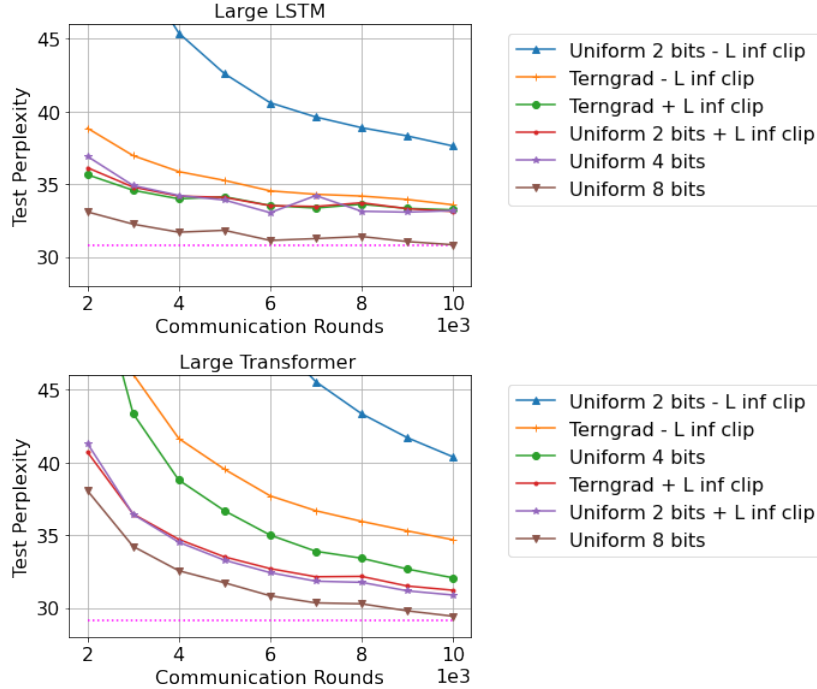 Large LSTM
45
40
35
30
Test Perplexity
2 4 6 8 10
Communication Rounds 1e3
Uniform 2 bits - L inf clip
Terngrad - L inf clip
Terngrad + L inf clip
Uniform 2 bits + L inf clip
Uniform 4 bits
Uniform 8 bits
Large Transformer
45
40
35
30
Test Perplexity
2 4 6 8 10
Communication Rounds 1e3
Uniform 2 bits - L inf clip
Terngrad - L inf clip
Uniform 4 bits
Terngrad + L inf clip
Uniform 2 bits + L inf clip
Uniform 8 bits